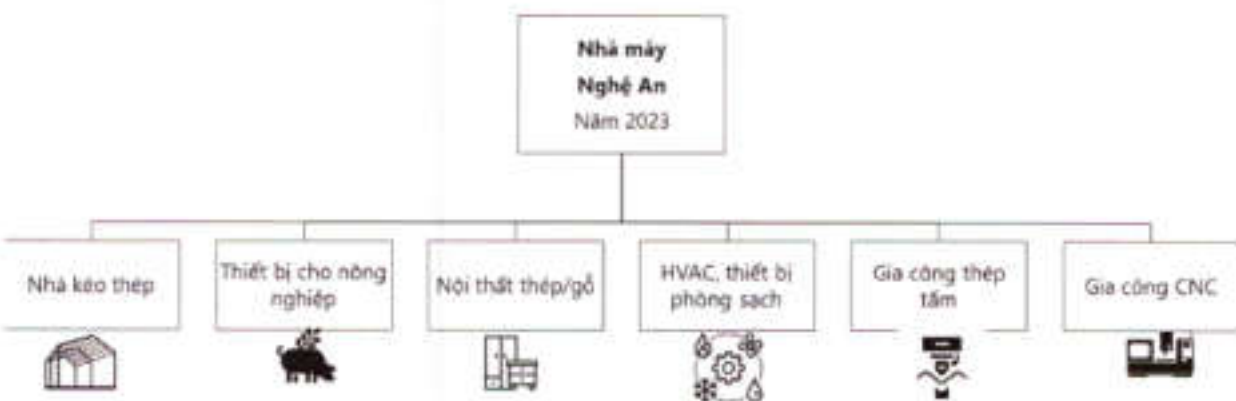 Nhà máy
Nghệ An
Năm 2023
Nhà kéo thép
Thiết bị cho nông
nghiệp
Nội thất thép/gỗ
HVAC, thiết bị
phòng sạch
Gia công thép
tấm
Gia công CNC